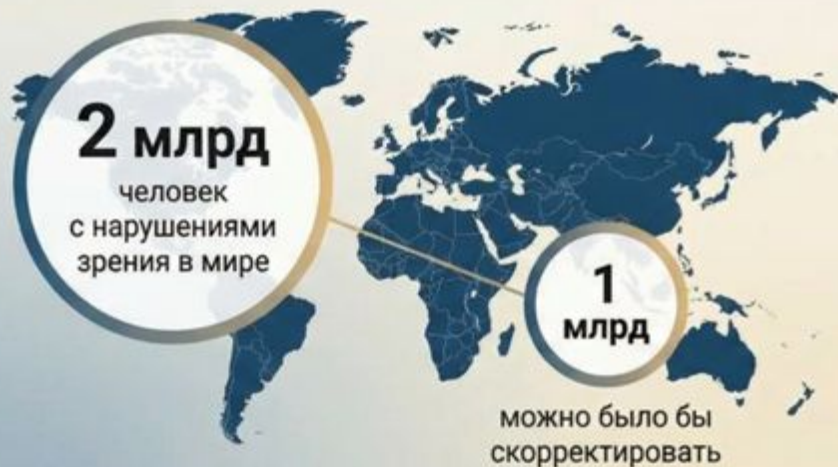 2 млрд
человек
с нарушениями
зрения в мире
1
млрд
можно было бы
скорректировать